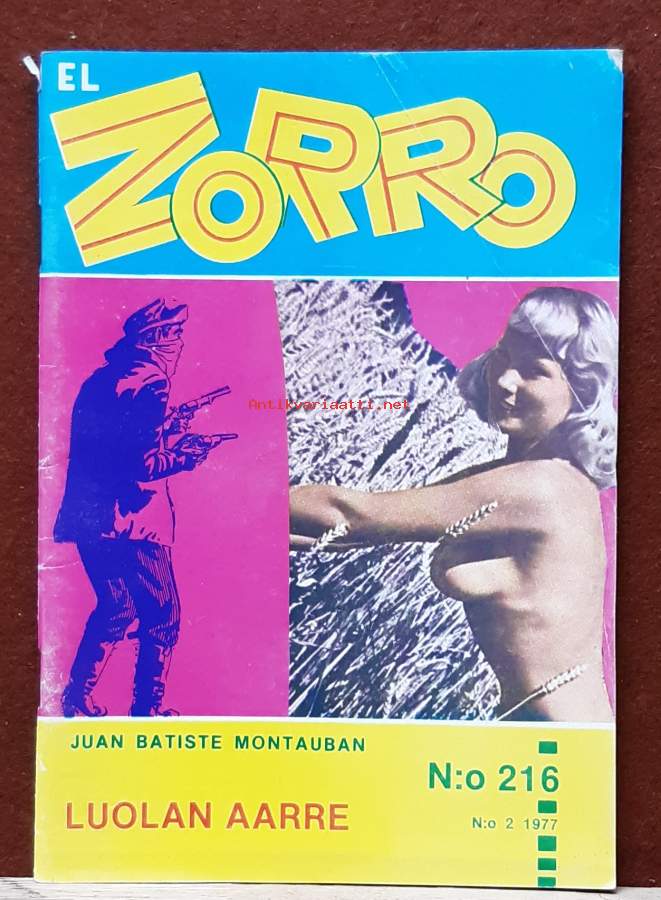 EL
ZORRO
Antikvariaatti.net
JUAN BATISTE MONTAUBAN
N:o 216
LUOLAN AARRE
N:o 2 1977